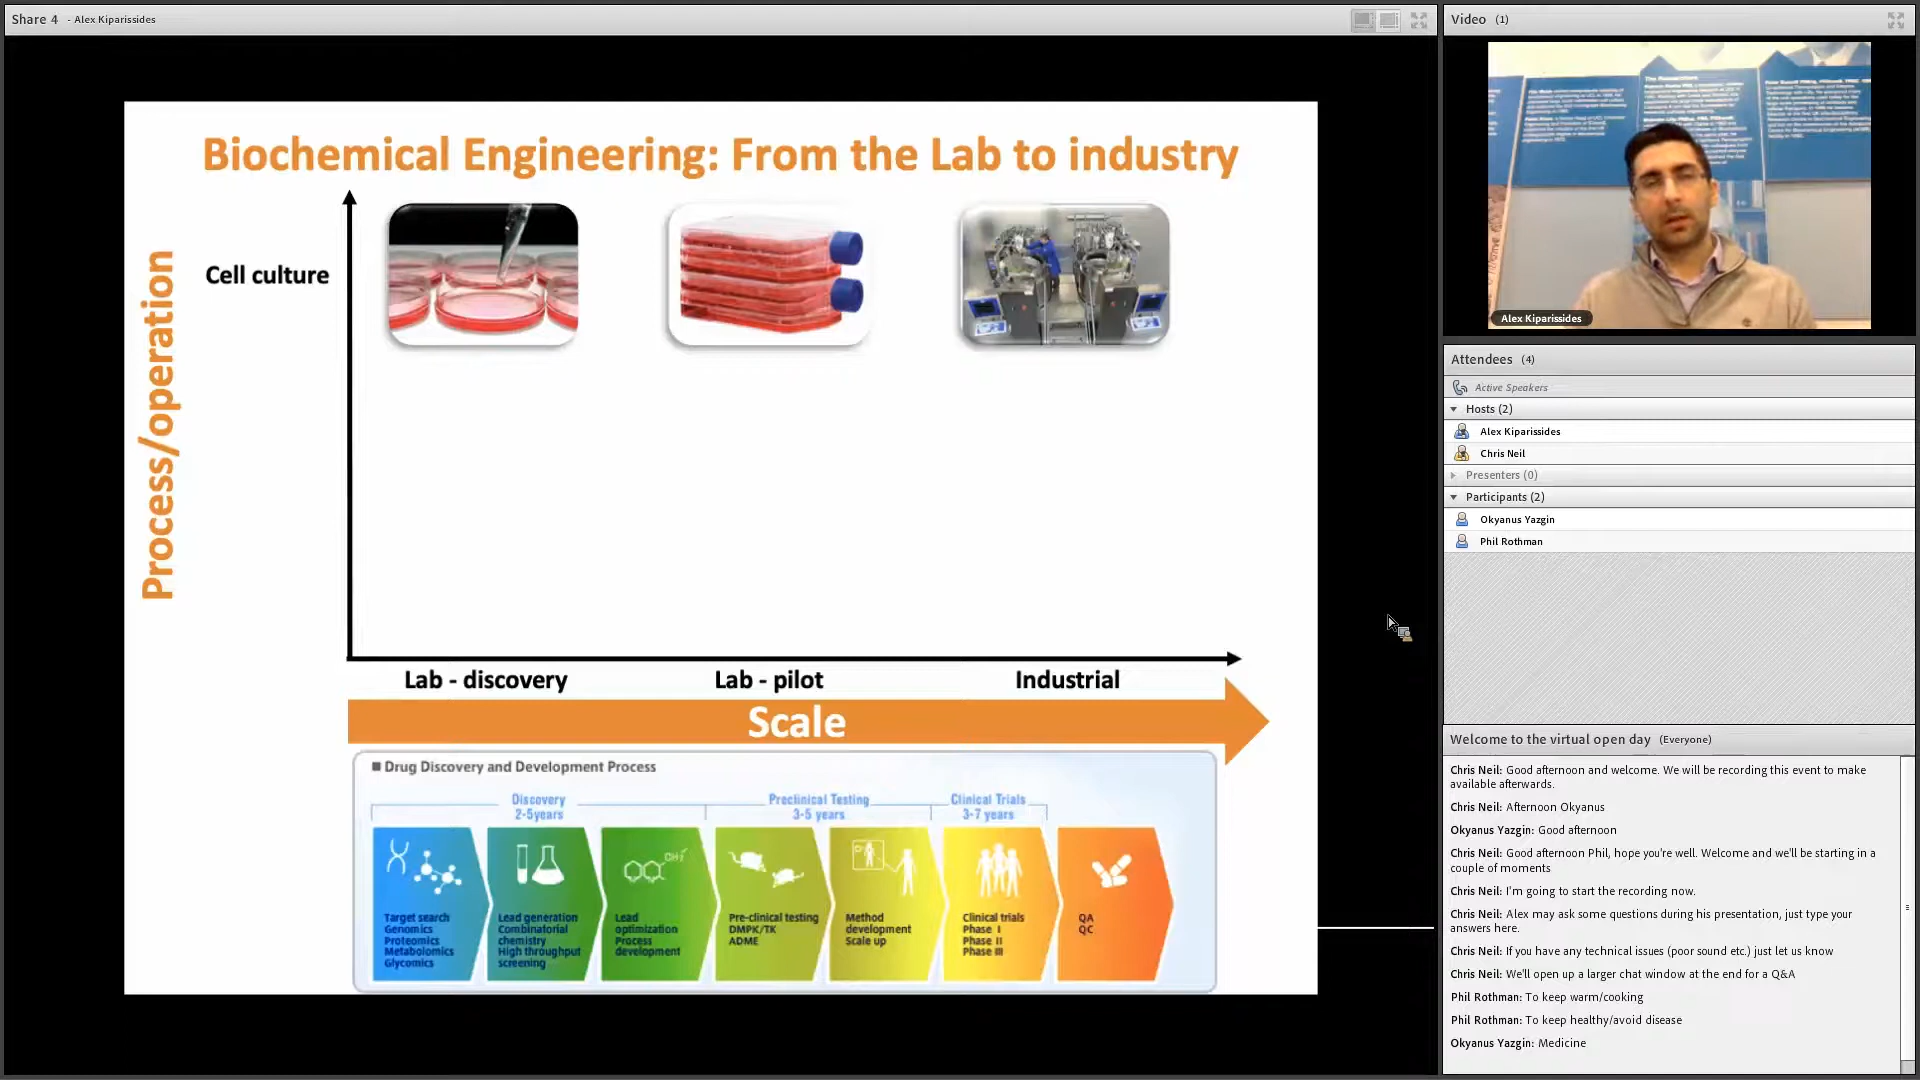 Share 4 - Alex Kiparissides
Biochemical Engineering: From the Lab to industry
Process/operation
Cell culture
Lab - discovery
Lab - pilot
Industrial
Scale
■ Drug Discovery and Development Process
Discovery
2-5years
Preclinical Testing
3-5 years
Clinical Trials
3-7 years
CH3
Target search
Genomics
Proteomics
Metabolomics
Glycomics
Lead generation
Combinatorial
chemistry
High throughput
screening
Lead
optimization
Process
development
Pre-clinical testing
DMPK/TK
ADME
Method
development
Scale up
Clinical trials
Phase I
Phase II
Phase III
QA
QC
Video (1)
The Researchers
Alex Kiparissides
Attendees (4)
Active Speakers
Hosts (2)
Alex Kiparissides
Chris Neil
Presenters (0)
Participants (2)
Okyanus Yazgin
Phil Rothman
Welcome to the virtual open day (Everyone)
Chris Neil: Good afternoon and welcome. We will be recording this event to make
available afterwards.
Chris Neil: Afternoon Okyanus
Okyanus Yazgin: Good afternoon
Chris Neil: Good afternoon Phil, hope you're well. Welcome and we'll be starting in a
couple of moments
Chris Neil: I'm going to start the recording now.
Chris Neil: Alex may ask some questions during his presentation, just type your
answers here.
Chris Neil: If you have any technical issues (poor sound etc.) just let us know
Chris Neil: We'll open up a larger chat window at the end for a Q&A
Phil Rothman: To keep warm/cooking
Phil Rothman: To keep healthy/avoid disease
Okyanus Yazgin: Medicine